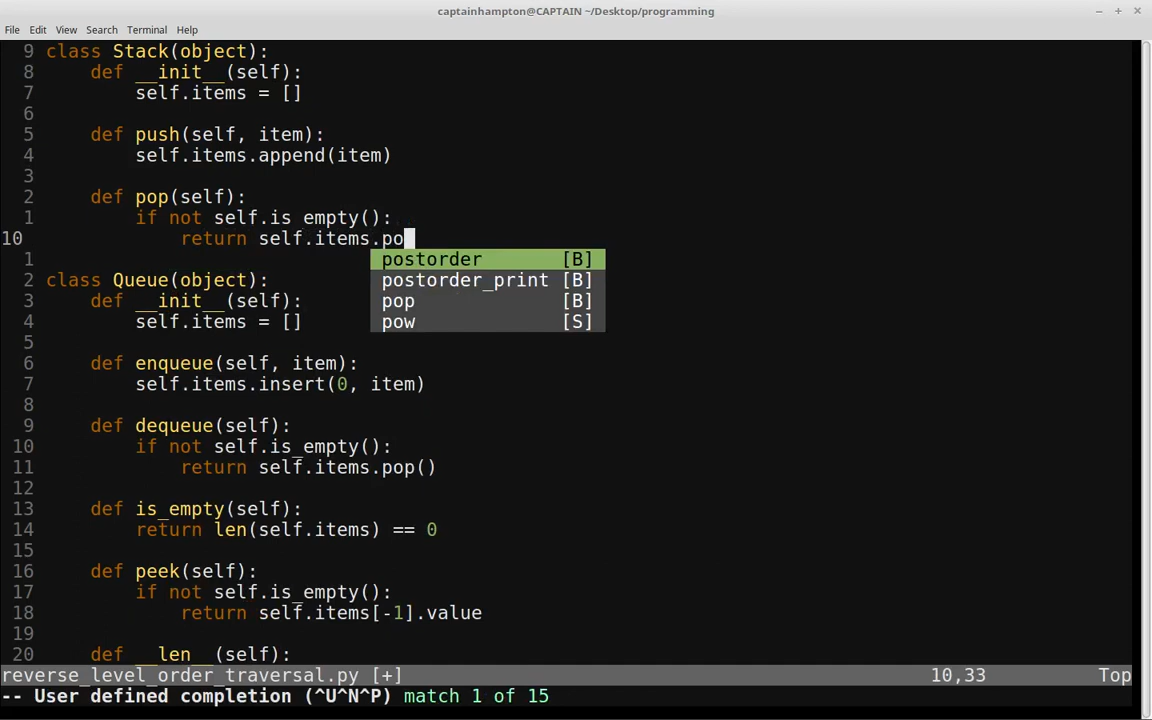 captainhampton@CAPTAIN ~/Desktop/programming
File Edit View Search Terminal Help
9 class Stack(object):
8 def __init__(self):
7 self.items = []
6
5 def push(self, item):
4 self.items.append(item)
3
2 def pop(self):
1 if not self.is_empty():
10 return self.items.po
1 postorder [B]
2 class Queue(object): postorder_print [B]
3 def __init__(self): pop [B]
4 self.items = [] pow [S]
5
6 def enqueue(self, item):
7 self.items.insert(0, item)
8
9 def dequeue(self):
10 if not self.is_empty():
11 return self.items.pop()
12
13 def is_empty(self):
14 return len(self.items) == 0
15
16 def peek(self):
17 if not self.is_empty():
18 return self.items[-1].value
19
20 def __len__(self):
reverse_level_order_traversal.py [+] 10,33 Top
-- User defined completion (^U^N^P) match 1 of 15